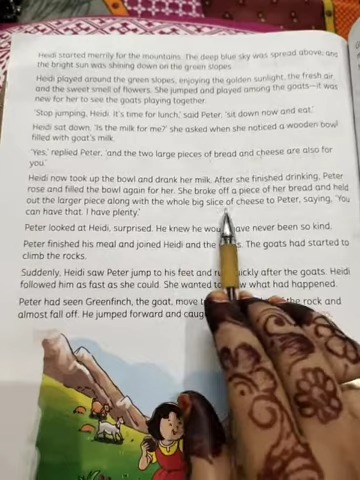 Heidi started merrily for the mountains. The deep blue sky was spread above, and
the bright sun was shining down on the green slopes.
Heidi played around the green slopes, enjoying the golden sunlight, the fresh air
and the sweet smell of flowers. She jumped and played among the goats—it was
new for her to see the goats playing together.
'Stop jumping, Heidi. It's time for lunch,' said Peter, 'sit down now and eat.'
Heidi sat down. 'Is the milk for me?' she asked when she noticed a wooden bowl
filled with goat's milk.
'Yes,' replied Peter, 'and the two large pieces of bread and cheese are also for
you.'
Heidi now took up the bowl and drank her milk. After she finished drinking, Peter
rose and filled the bowl again for her. She broke off a piece of her bread and held
out the larger piece along with the whole big slice of cheese to Peter, saying, 'You
can have that. I have plenty.'
Peter looked at Heidi, surprised. He knew he wou have never been so kind.
Peter finished his meal and joined Heidi and the The goats had started to
climb the rocks.
Suddenly, Heidi saw Peter jump to his feet and ru uickly after the goats. Heidi
followed him as fast as she could. She wanted to w what had happened.
Peter had seen Greenfinch, the goat, move the rock and
almost fall off. He jumped forward and caug